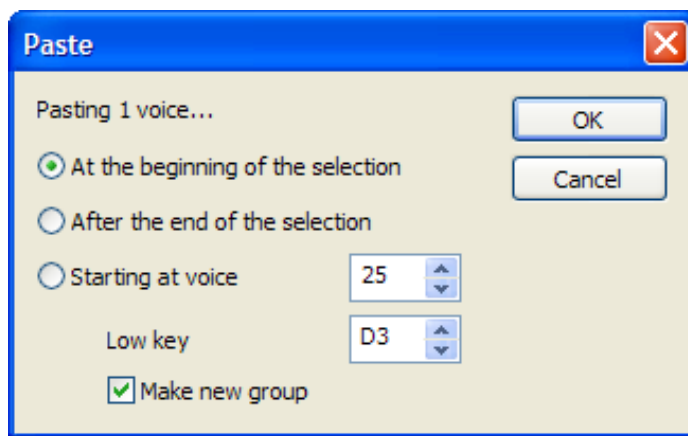 Paste
Pasting 1 voice...
OK
At the beginning of the selection
Cancel
After the end of the selection
Starting at voice 25
Low key D3
Make new group